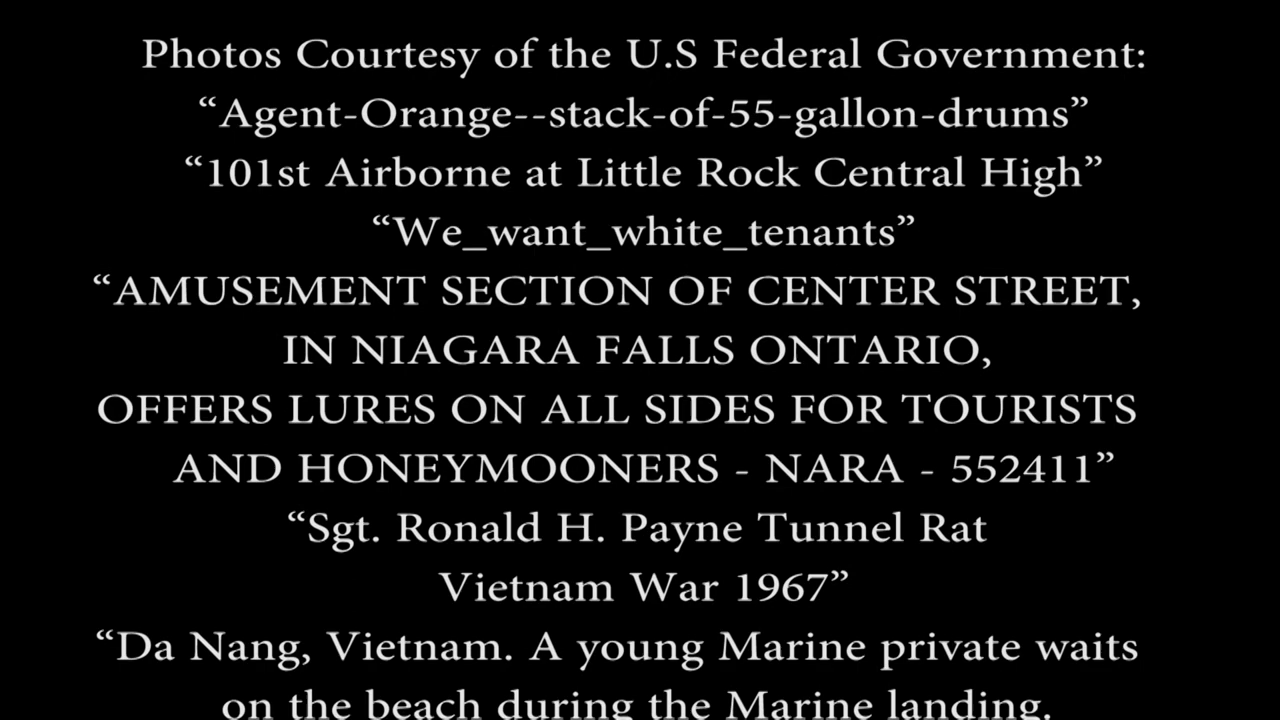 Photos Courtesy of the U.S Federal Government:
“Agent-Orange--stack-of-55-gallon-drums”
“101st Airborne at Little Rock Central High”
“We_want_white_tenants”
“AMUSEMENT SECTION OF CENTER STREET,
IN NIAGARA FALLS ONTARIO,
OFFERS LURES ON ALL SIDES FOR TOURISTS
AND HONEYMOONERS - NARA - 552411”
“Sgt. Ronald H. Payne Tunnel Rat
Vietnam War 1967”
“Da Nang, Vietnam. A young Marine private waits
on the beach during the Marine landing.